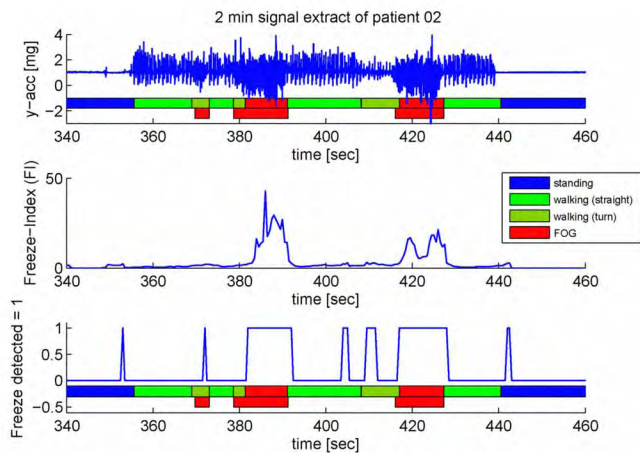 2 min signal extract of patient 02
y-acc [mg]
4
2
0
−2
340 360 380 400 420 440 460
time [sec]
Freeze-Index (FI)
50
0
340 360 380 400 420 440 460
time [sec]
standing
walking (straight)
walking (turn)
FOG
Freeze detected = 1
1
0.5
0
−0.5
340 360 380 400 420 440 460
time [sec]